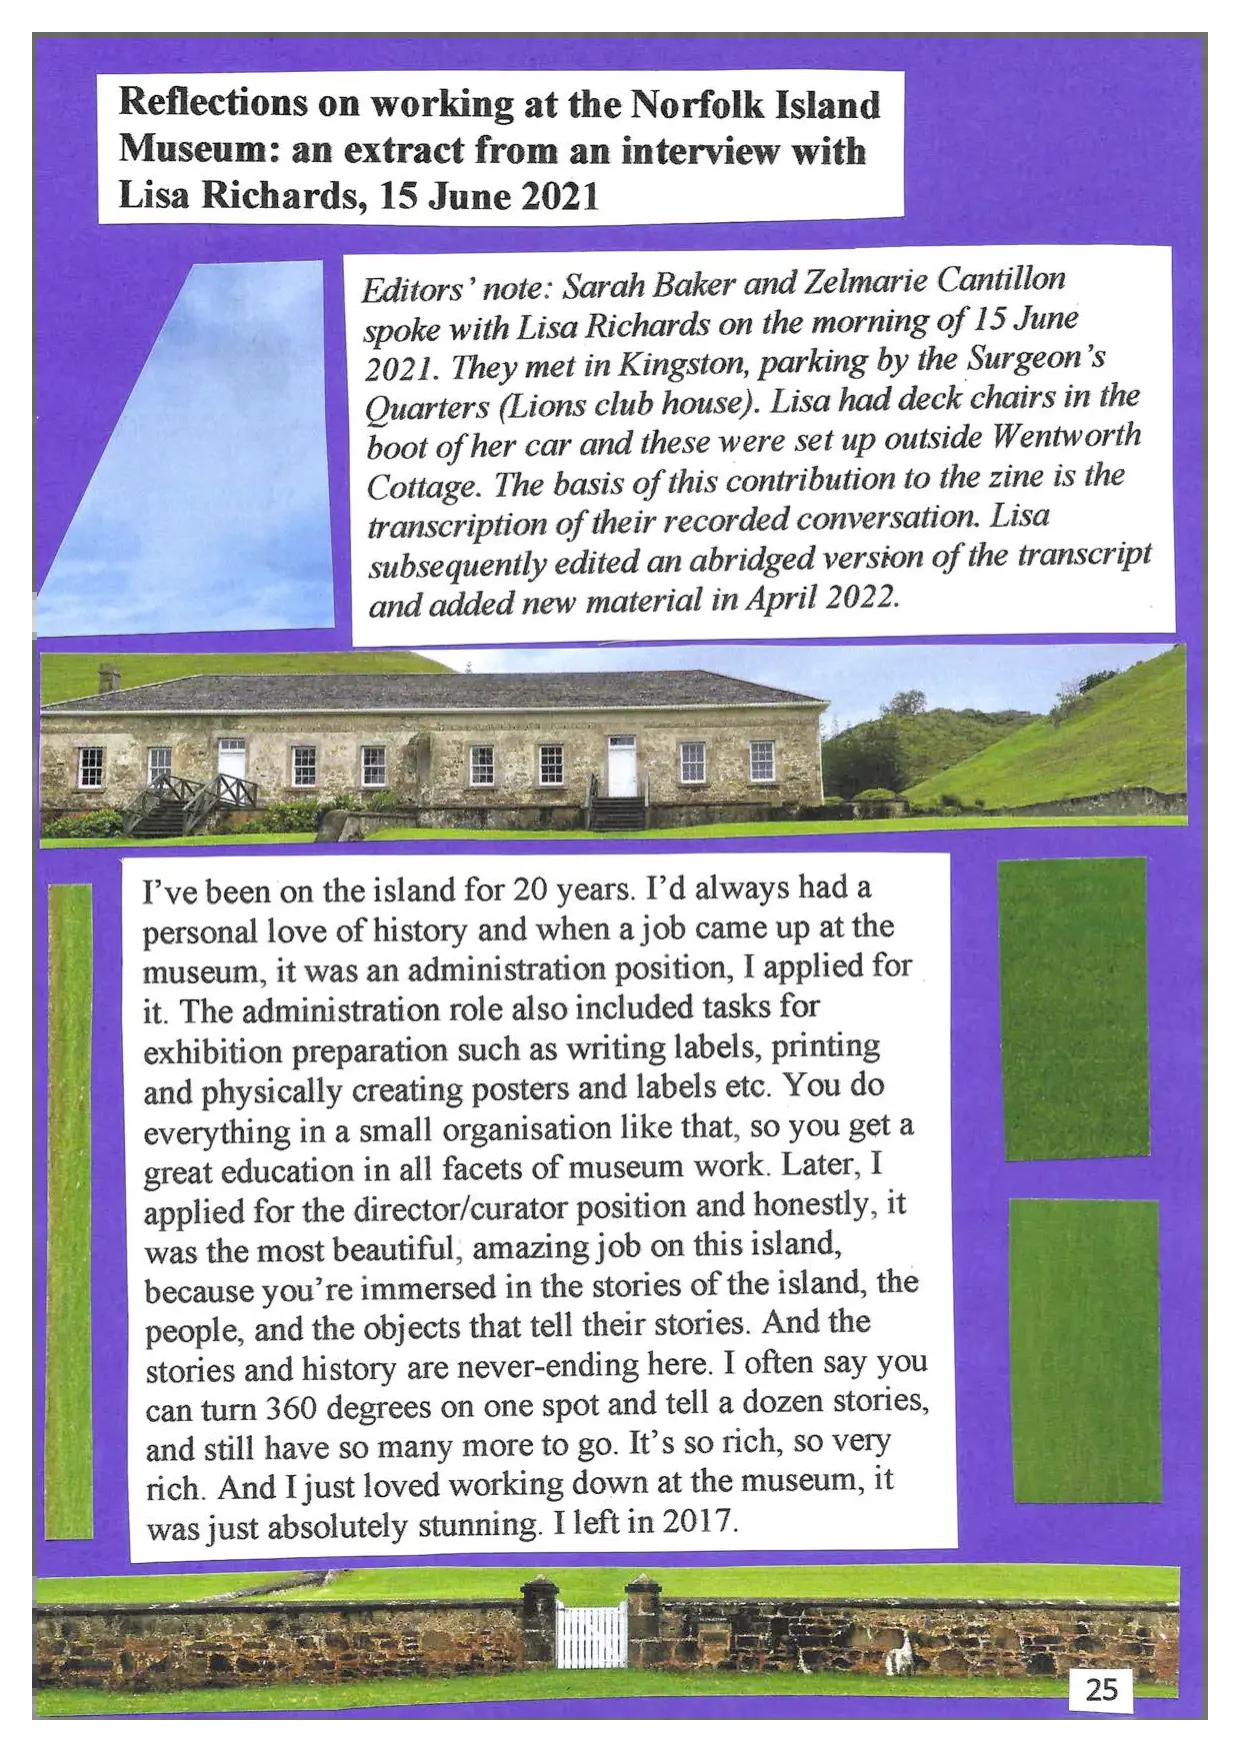 Reflections on working at the Norfolk Island
Museum: an extract from an interview with
Lisa Richards, 15 June 2021
Editors' note: Sarah Baker and Zelmarie Cantillon
spoke with Lisa Richards on the morning of 15 June
2021. They met in Kingston, parking by the Surgeon's
Quarters (Lions club house). Lisa had deck chairs in the
boot of her car and these were set up outside Wentworth
Cottage. The basis of this contribution to the zine is the
transcription of their recorded conversation. Lisa
subsequently edited an abridged version of the transcript
and added new material in April 2022.
I've been on the island for 20 years. I'd always had a
personal love of history and when a job came up at the
museum, it was an administration position, I applied for
it. The administration role also included tasks for
exhibition preparation such as writing labels, printing
and physically creating posters and labels etc. You do
everything in a small organisation like that, so you get a
great education in all facets of museum work. Later, I
applied for the director/curator position and honestly, it
was the most beautiful, amazing job on this island,
because you're immersed in the stories of the island, the
people, and the objects that tell their stories. And the
stories and history are never-ending here. I often say you
can turn 360 degrees on one spot and tell a dozen stories,
and still have so many more to go. It's so rich, so very
rich. And I just loved working down at the museum, it
was just absolutely stunning. I left in 2017.
25